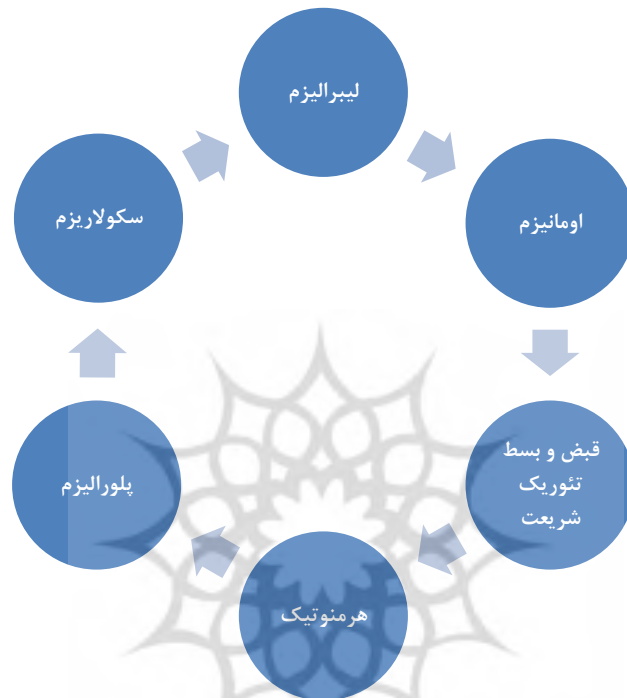 لیبرالیزم
اومانیزم
قبض و بسط
تئوریک
شریعت
هرمنوتیک
پلورالیزم
سکولاریزم